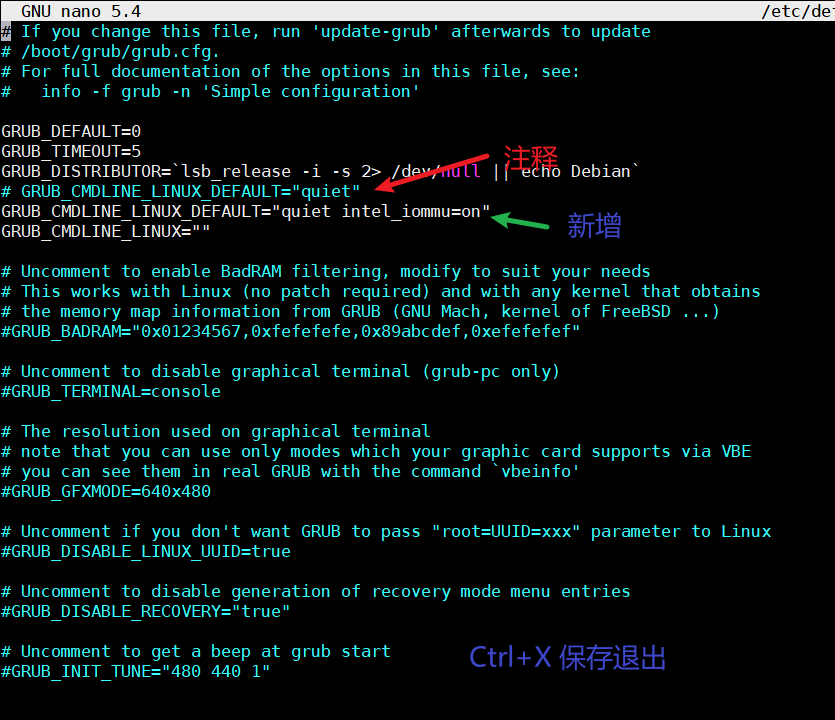 GNU nano 5.4 /etc/def
# If you change this file, run 'update-grub' afterwards to update
# /boot/grub/grub.cfg.
# For full documentation of the options in this file, see:
#   info -f grub -n 'Simple configuration'
GRUB_DEFAULT=0
GRUB_TIMEOUT=5
注释
GRUB_DISTRIBUTOR=`lsb_release -i -s 2> /dev/null || echo Debian`
# GRUB_CMDLINE_LINUX_DEFAULT="quiet"
GRUB_CMDLINE_LINUX_DEFAULT="quiet intel_iommu=on"
新增
GRUB_CMDLINE_LINUX=""
# Uncomment to enable BadRAM filtering, modify to suit your needs
# This works with Linux (no patch required) and with any kernel that obtains
# the memory map information from GRUB (GNU Mach, kernel of FreeBSD ...)
#GRUB_BADRAM="0x01234567,0xfefefefe,0x89abcdef,0xefefefef"
# Uncomment to disable graphical terminal (grub-pc only)
#GRUB_TERMINAL=console
# The resolution used on graphical terminal
# note that you can use only modes which your graphic card supports via VBE
# you can see them in real GRUB with the command `vbeinfo'
#GRUB_GFXMODE=640x480
# Uncomment if you don't want GRUB to pass "root=UUID=xxx" parameter to Linux
#GRUB_DISABLE_LINUX_UUID=true
# Uncomment to disable generation of recovery mode menu entries
#GRUB_DISABLE_RECOVERY="true"
# Uncomment to get a beep at grub start
#GRUB_INIT_TUNE="480 440 1"
Ctrl+X 保存退出